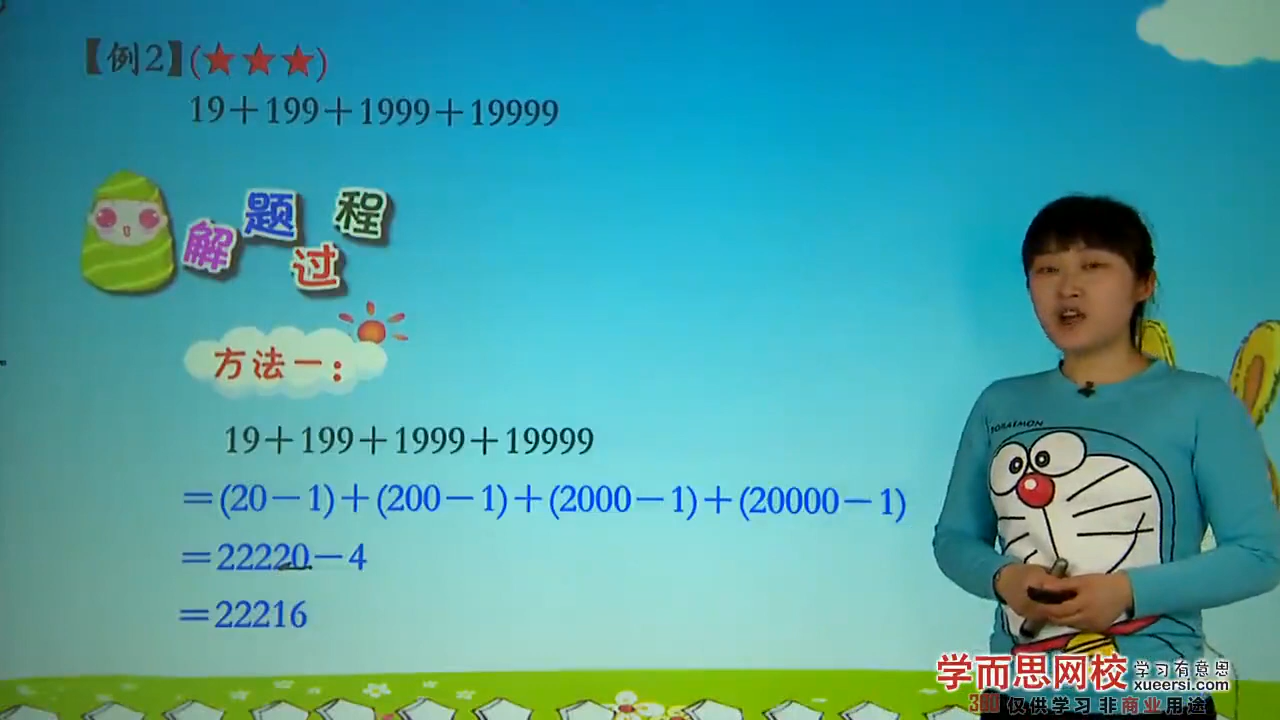 【例2】(★★★)
19＋199＋1999＋19999
解题过程
方法一：
19＋199＋1999＋19999
＝(20－1)＋(200－1)＋(2000－1)＋(20000－1)
＝22220－4
＝22216
DORAEMON
学而思网校 学习有意思
xueersi.com
360 仅供学习 非商业用途